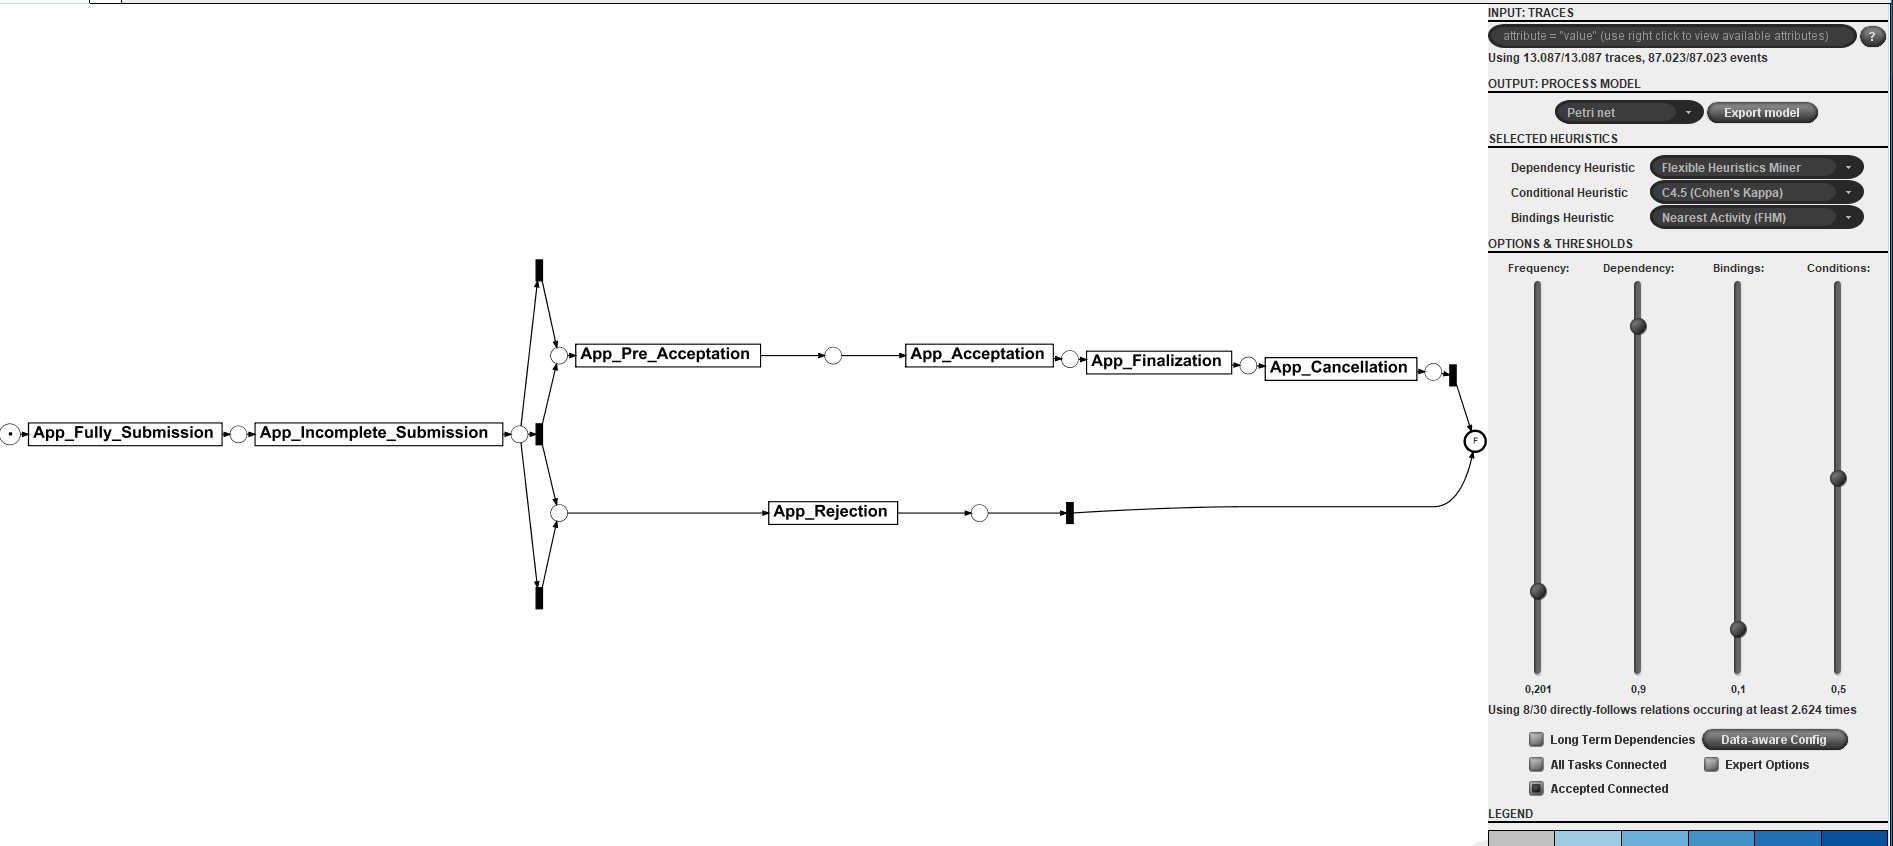 App_Pre_Acceptation
App_Acceptation
App_Finalization
App_Cancellation
App_Fully_Submission
App_Incomplete_Submission
F
App_Rejection
INPUT: TRACES
attribute = "value" (use right click to view available attributes)
?
Using 13.087/13.087 traces, 87.023/87.023 events
OUTPUT: PROCESS MODEL
Petri net
Export model
SELECTED HEURISTICS
Dependency Heuristic
Flexible Heuristics Miner
Conditional Heuristic
C4.5 (Cohen's Kappa)
Bindings Heuristic
Nearest Activity (FHM)
OPTIONS & THRESHOLDS
Frequency: Dependency: Bindings: Conditions:
0,201 0,9 0,1 0,5
Using 8/30 directly-follows relations occuring at least 2.624 times
Long Term Dependencies
Data-aware Config
All Tasks Connected
Expert Options
Accepted Connected
LEGEND